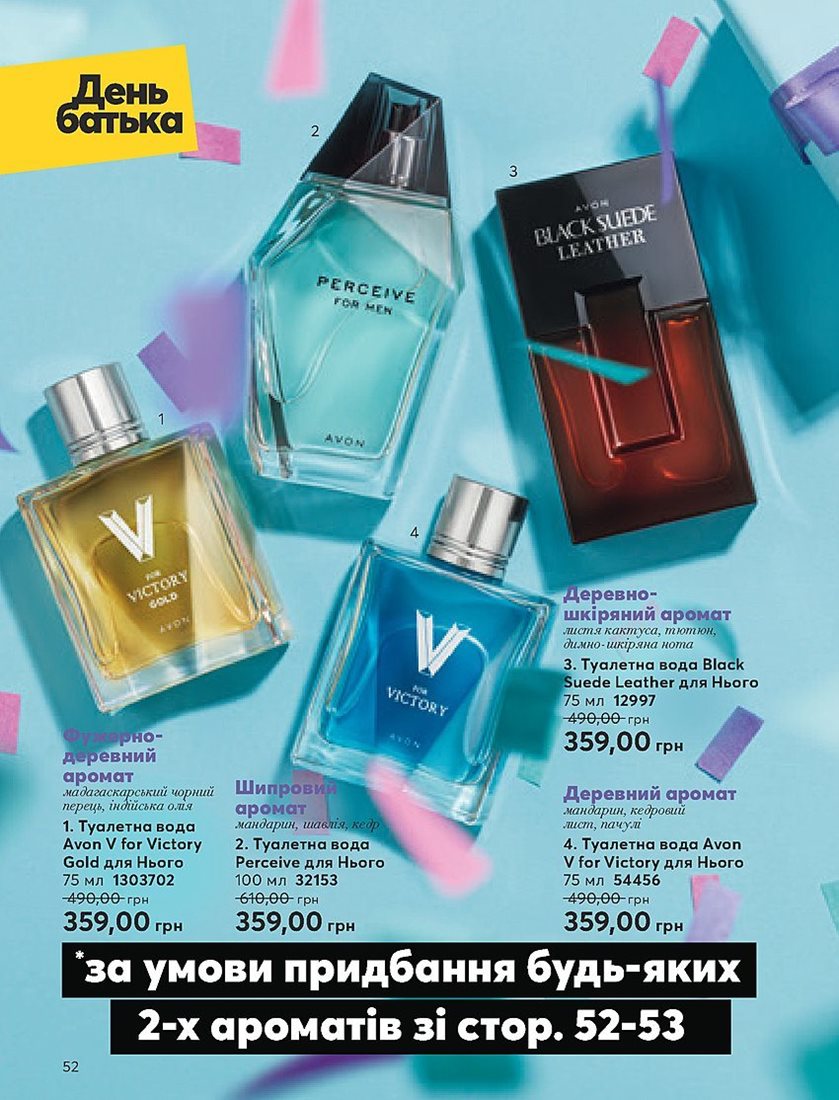 День
батька
2
3
AVON
BLACK SUEDE
LEATHER
PERCEIVE
FOR MEN
AVON
1
V
FOR
VICTORY
GOLD
AVON
4
V
FOR
VICTORY
AVON
Деревно-
шкіряний аромат
листя кактуса, тютюн,
димно-шкіряна нота
3. Туалетна вода Black
Suede Leather для Нього
75 мл 12997
490,00 грн
359,00 грн
Фужерно-
деревний
аромат
мадагаскарський чорний
перець, індійська олія
1. Туалетна вода
Avon V for Victory
Gold для Нього
75 мл 1303702
490,00 грн
359,00 грн
Шипровий
аромат
мандарин, шавлія, кедр
2. Туалетна вода
Perceive для Нього
100 мл 32153
610,00 грн
359,00 грн
Деревний аромат
мандарин, кедровий
лист, пачулі
4. Туалетна вода Avon
V for Victory для Нього
75 мл 54456
490,00 грн
359,00 грн
*за умови придбання будь-яких
2-х ароматів зі стор. 52-53
52